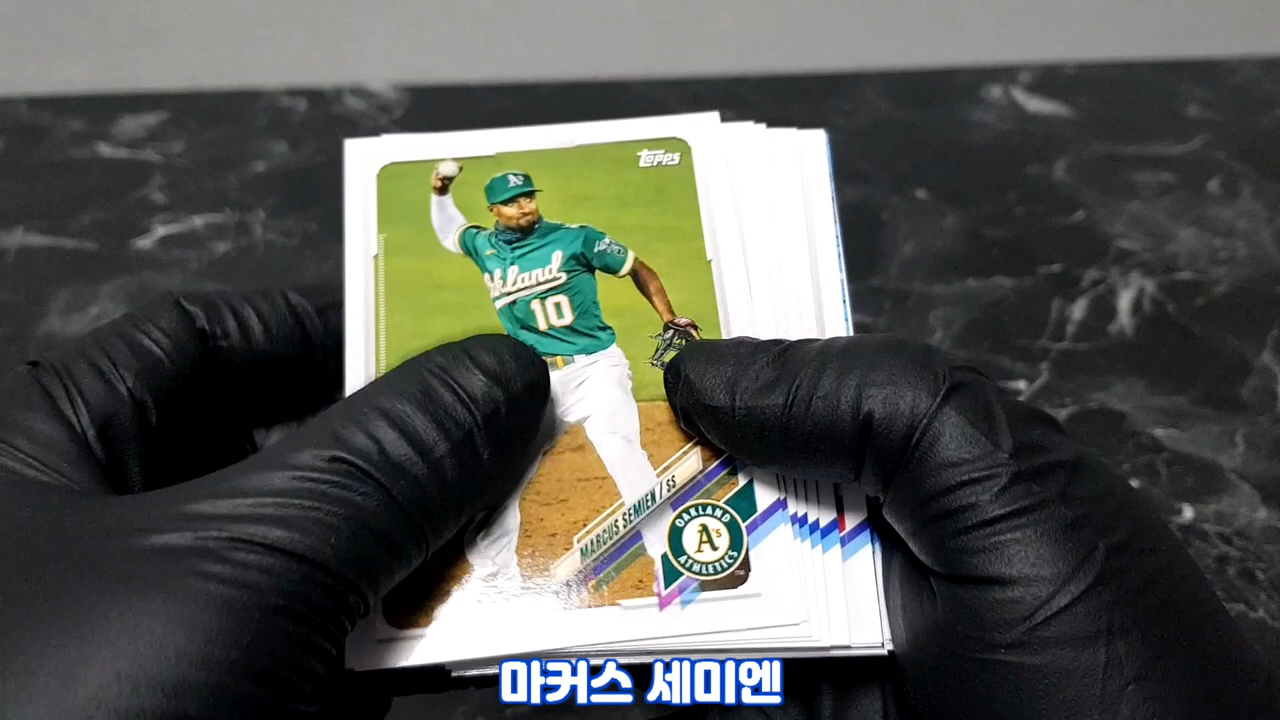 Topps
A's
Oakland
10
MARCUS SEMIEN / SS
OAKLAND
A's
ATHLETICS
마커스 세미엔